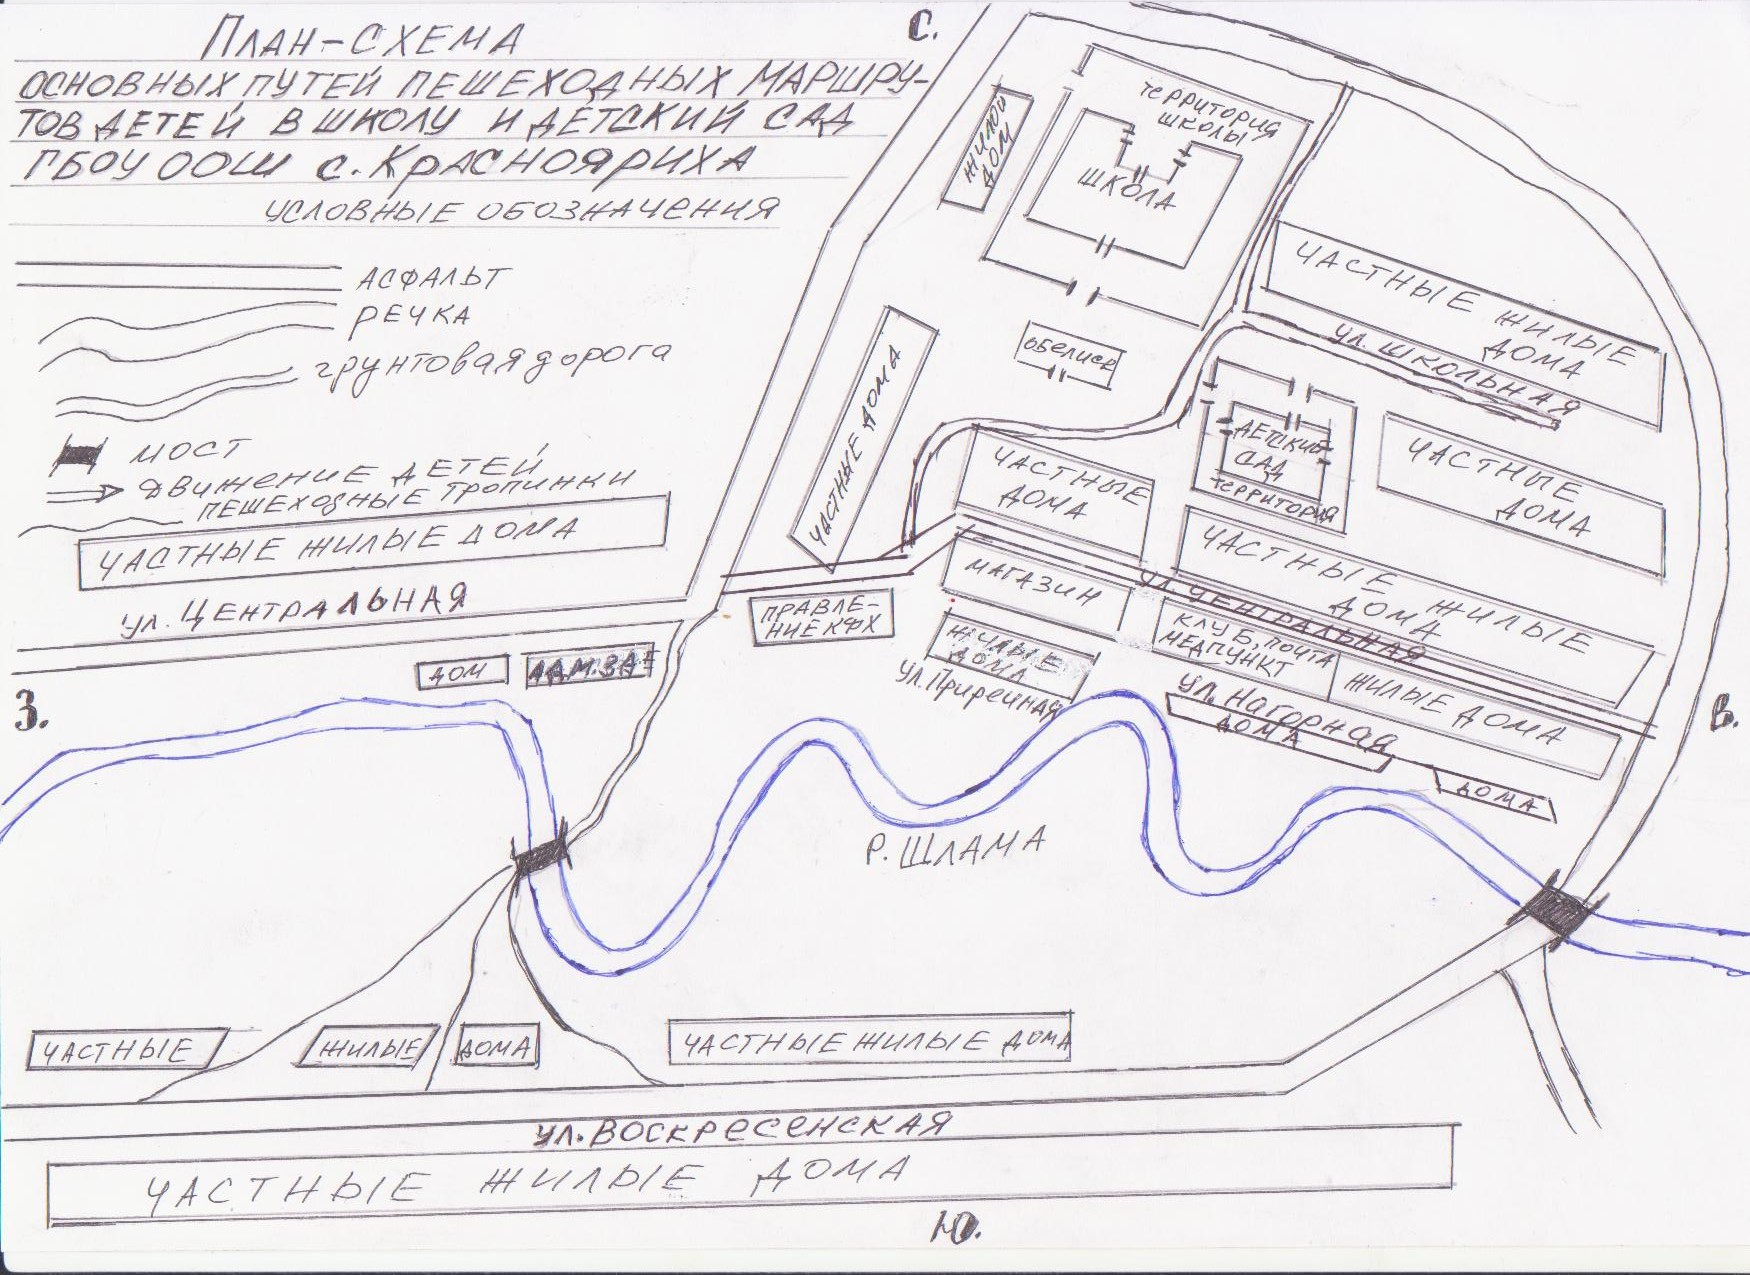 План-схема
основных путей пешеходных маршру-
тов детей в школу и детский сад
ГБОУ ООШ с. Краснояриха
условные обозначения
асфальт
речка
грунтовая дорога
мост
движение детей
пешеходные тропинки
частные жилые дома
ул. Центральная
дом
З.
С.
жилой
дом
территория
школы
школа
частные жилые
дома
ул. школьная
обелиск
частные дома
детский
сад
территория
частные
дома
частные
дома
частные жилые
дома
магазин
ул. Центральная
правле-
ние КФХ
клуб, почта
медпункт
жилые дома
жилые
дома
ул. Приречная
ул. Нагорная
дома
дома
В.
р. Шлама
частные
жилые
дома
частные жилые дома
ул. Воскресенская
частные жилые дома
Ю.